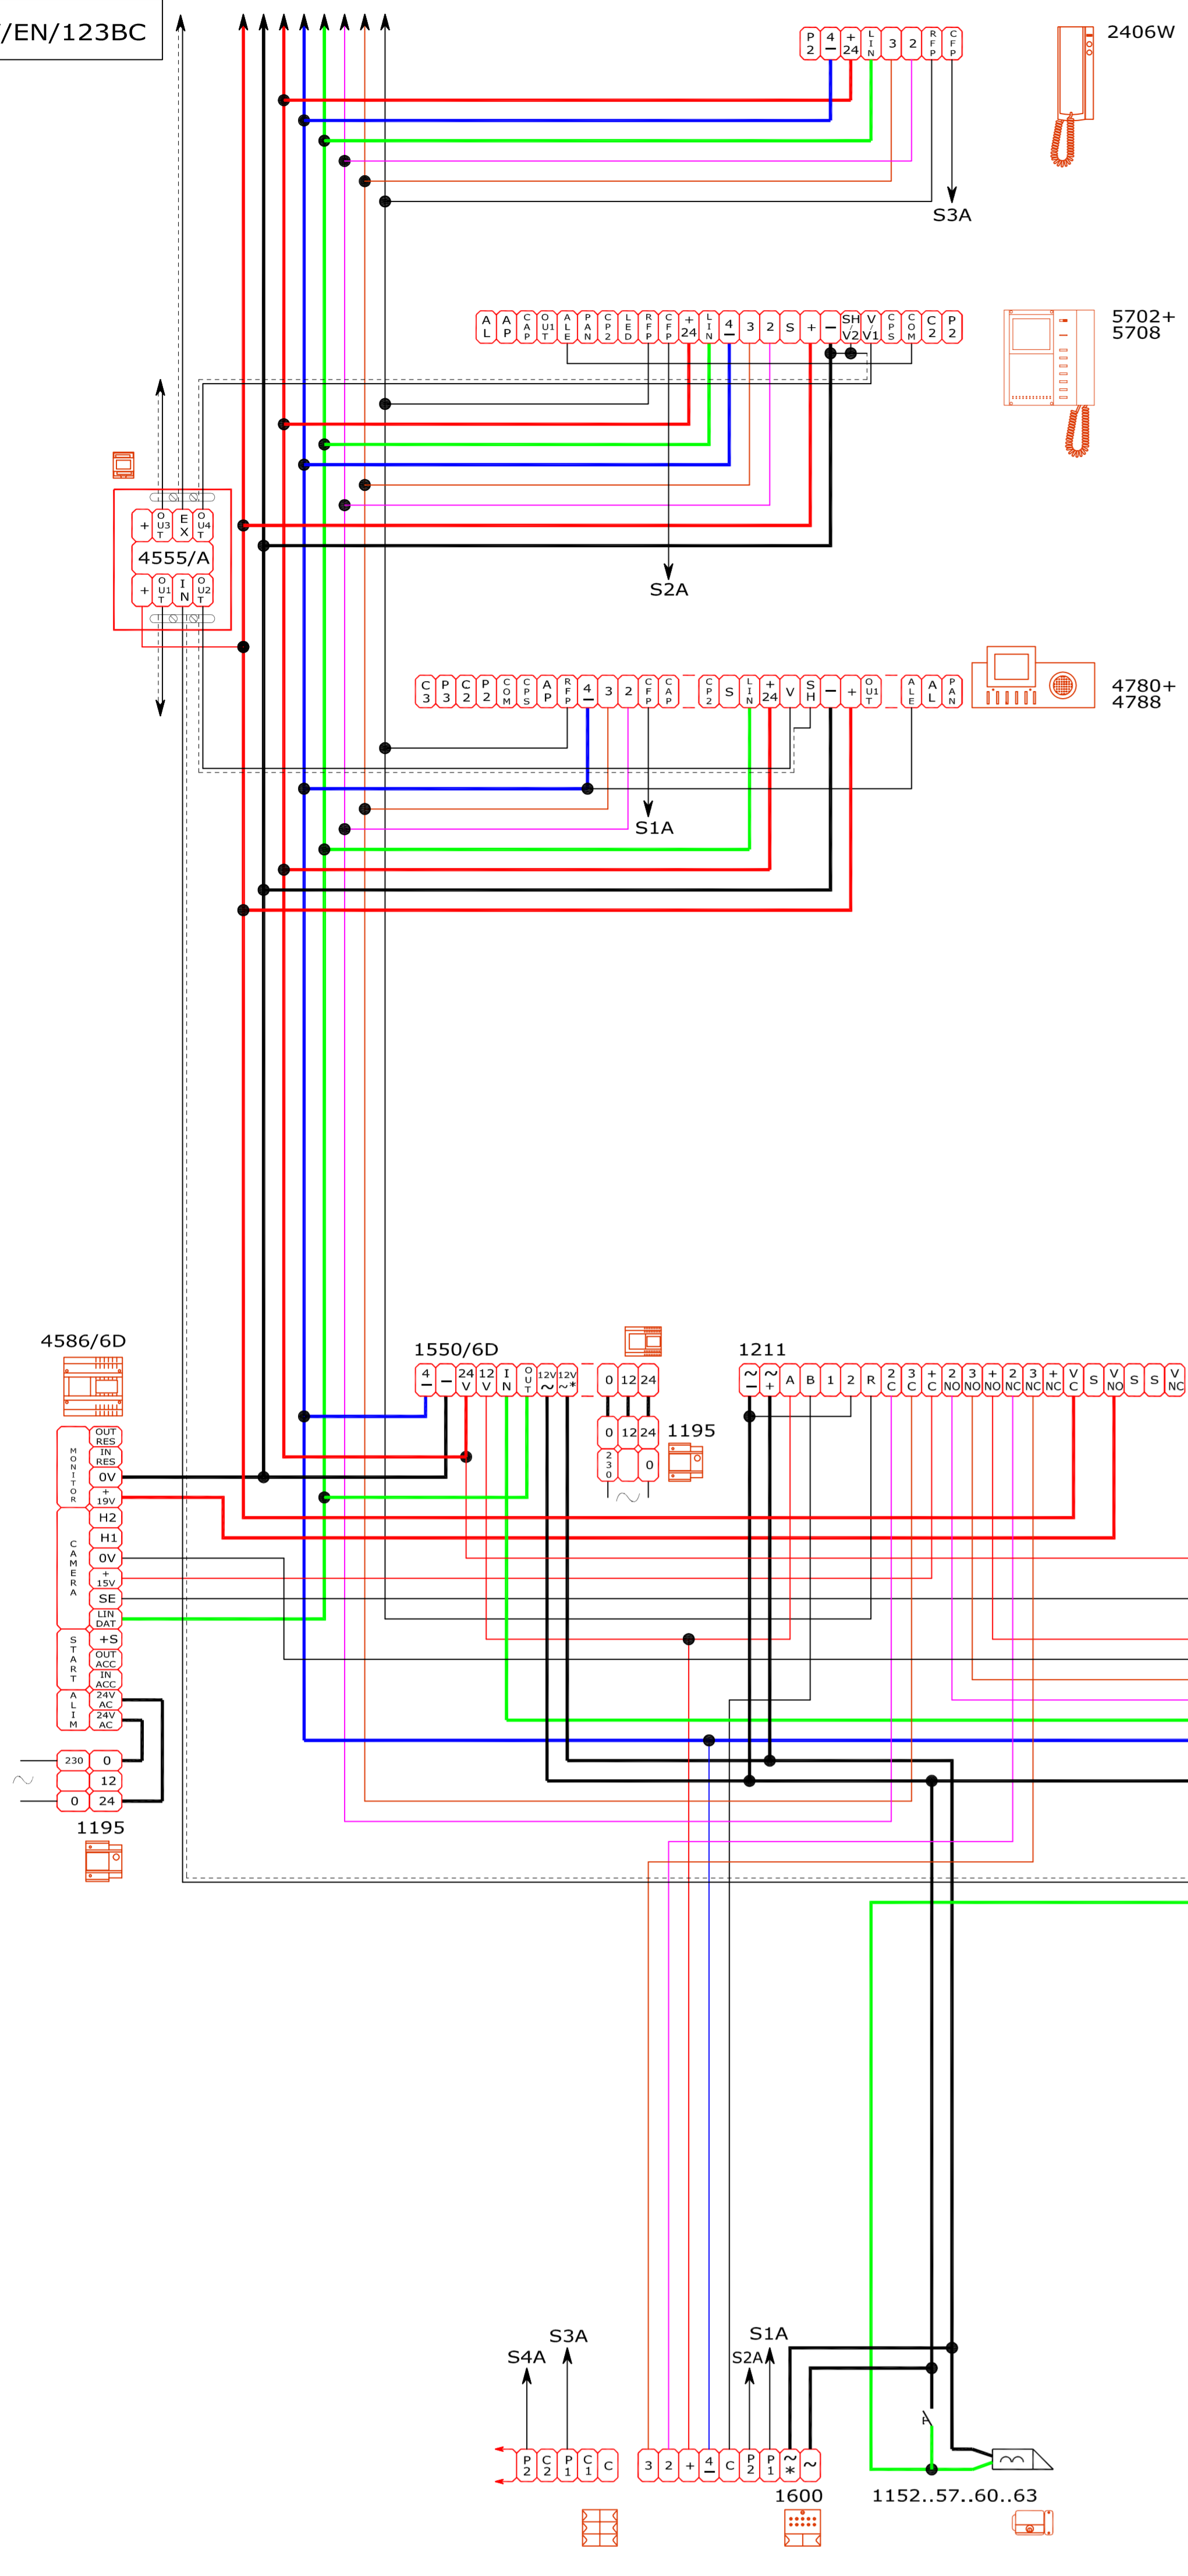 /EN/123BC
P2 4– +24 LIN 3 2 RFP CFP
2406W
S3A
AL AP CAP OUT1 ALE PAN CP2 LED RFP CFP +24 LIN 4– 3 2 S + – SH/V2 V/V1 CPS COM C2 P2
5702+
5708
+ OUT3 EX OUT4
4555/A
+ OUT1 IN OUT2
S2A
C3 P3 C2 P2 COM CPS AP RFP 4– 3 2 CFP CAP CP2 S LIN +24 V SH – + OUT1 ALE AL PAN
4780+
4788
S1A
4586/6D
1550/6D
1211
4– – 24V 12V IN OUT 12V~ 12V~* 0 12 24
~– ~+ A B 1 2 R 2C 3C +C 2NO 3NO +NO 2NC 3NC +NC VC S VNO S S VNC
0 12 24
1195
230 0
~
MONITOR
OUT RES
IN RES
0V
+ 19V
CAMERA
H2
H1
0V
+ 15V
SE
LIN DAT
START
+S
OUT ACC
IN ACC
ALIM
24V AC
24V AC
230 0
~ 12
0 24
1195
S4A
S3A
S2A
S1A
P2 C2 P1 C1 C
3 2 + 4– C P2 P1 ~* ~
1600
1152..57..60..63